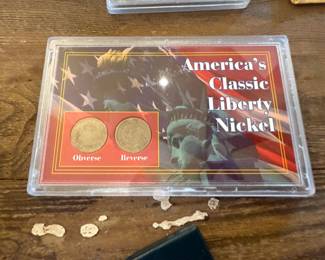 America's
Classic
Liberty
Nickel
Obverse
Reverse